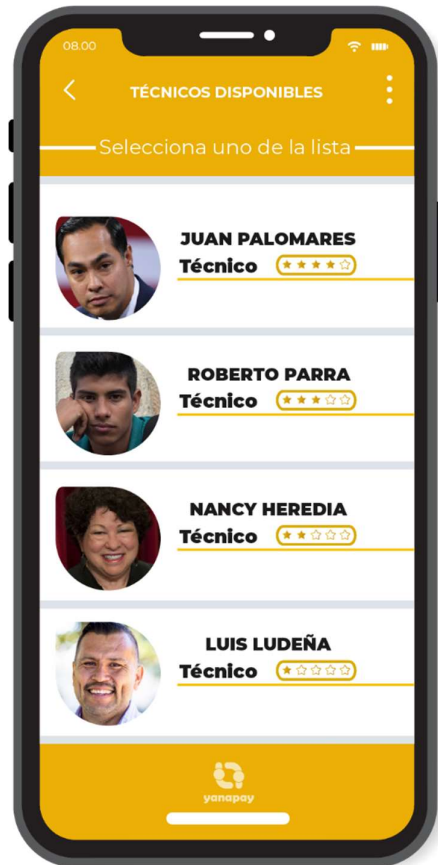 08.00
TÉCNICOS DISPONIBLES
Selecciona uno de la lista
JUAN PALOMARES
Técnico
ROBERTO PARRA
Técnico
NANCY HEREDIA
Técnico
LUIS LUDEÑA
Técnico
yanapay